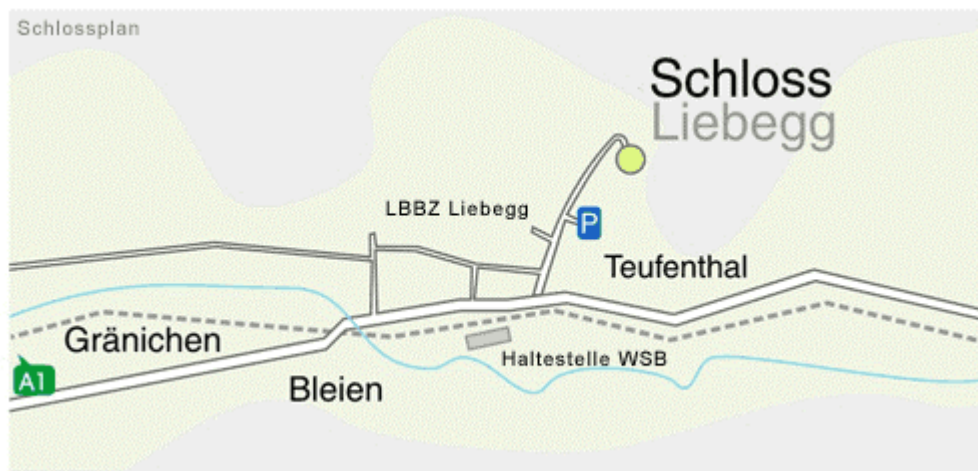 Schlossplan
Schloss
Liebegg
LBBZ Liebegg
P
Teufenthal
Gränichen
Haltestelle WSB
A1
Bleien